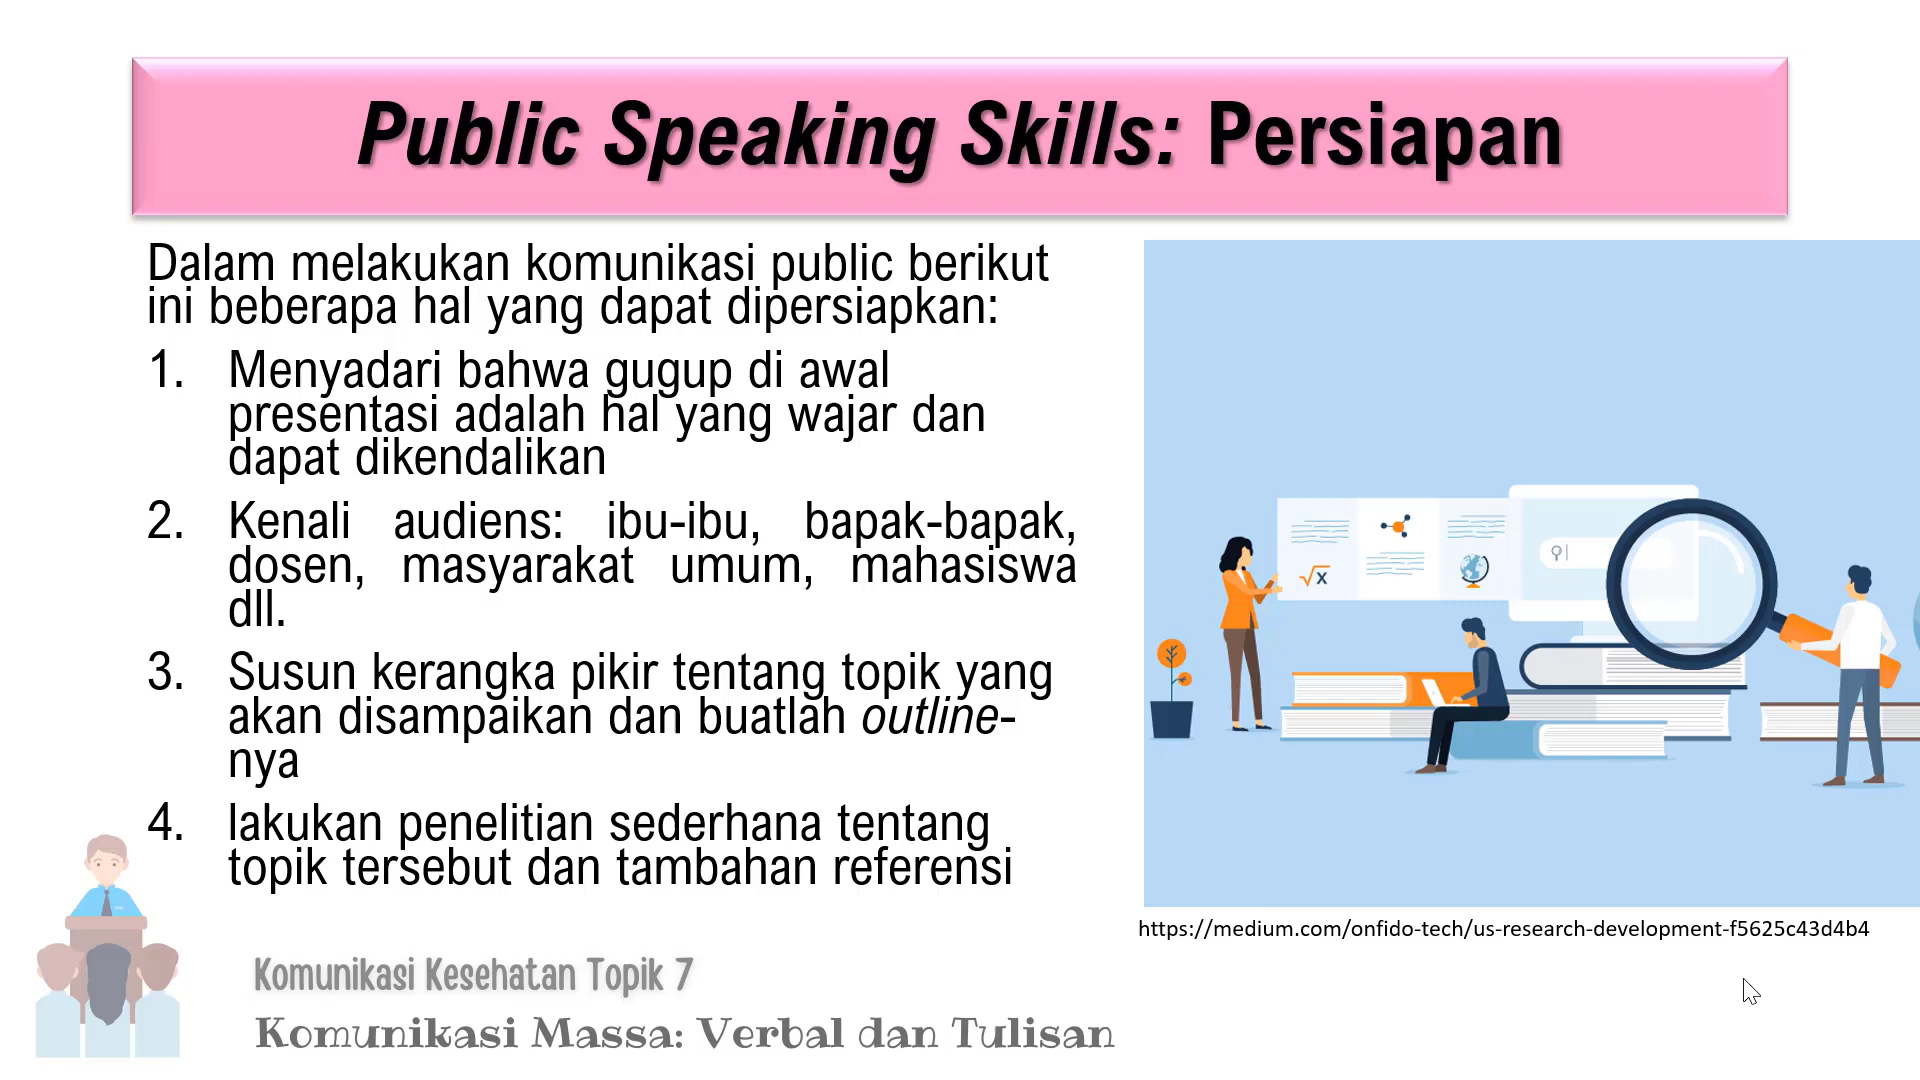 Public Speaking Skills: Persiapan
Dalam melakukan komunikasi public berikut
ini beberapa hal yang dapat dipersiapkan:
1. Menyadari bahwa gugup di awal
presentasi adalah hal yang wajar dan
dapat dikendalikan
2. Kenali audiens: ibu-ibu, bapak-bapak,
dosen, masyarakat umum, mahasiswa
dll.
3. Susun kerangka pikir tentang topik yang
akan disampaikan dan buatlah outline-
nya
4. lakukan penelitian sederhana tentang
topik tersebut dan tambahan referensi
√x
https://medium.com/onfido-tech/us-research-development-f5625c43d4b4
Komunikasi Kesehatan Topik 7
Komunikasi Massa: Verbal dan Tulisan